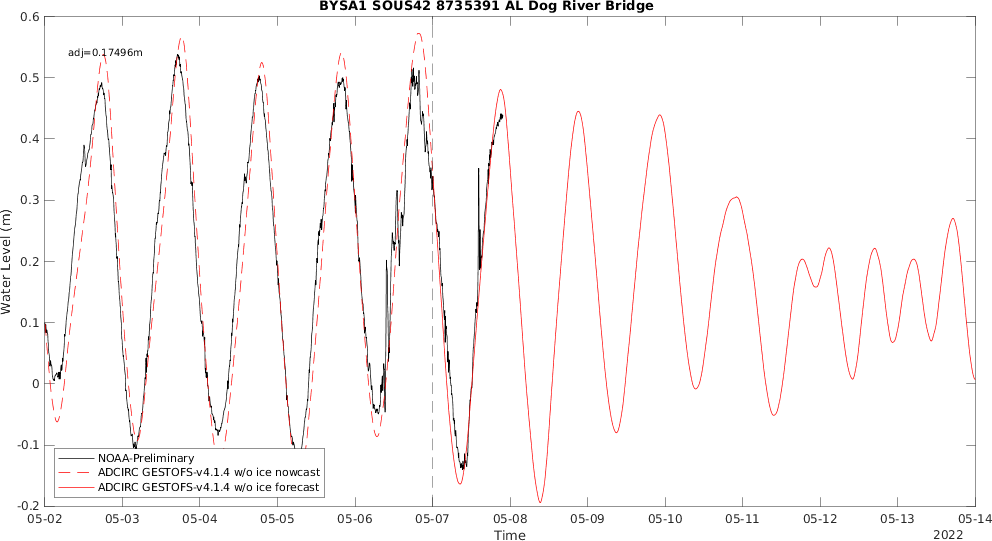 BYSA1 SOUS42 8735391 AL Dog River Bridge
0.6
adj=0.17496m
0.5
0.4
0.3
0.2
0.1
0
-0.1
-0.2
Water Level (m)
NOAA-Preliminary
ADCIRC GESTOFS-v4.1.4 w/o ice nowcast
ADCIRC GESTOFS-v4.1.4 w/o ice forecast
05-02 05-03 05-04 05-05 05-06 05-07 05-08 05-09 05-10 05-11 05-12 05-13 05-14
Time
2022